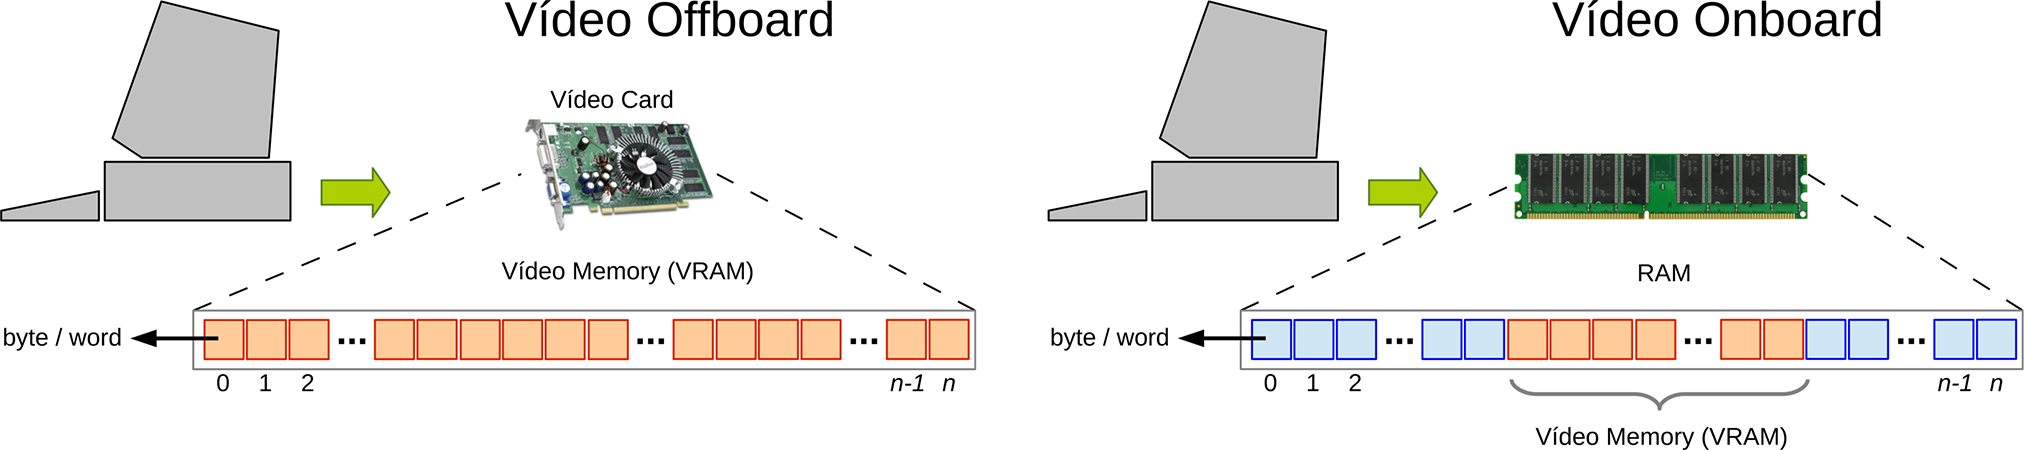 Vídeo Offboard
Vídeo Card
Vídeo Memory (VRAM)
byte / word
...
...
...
0 1 2 n-1 n
Vídeo Onboard
RAM
byte / word
...
...
...
0 1 2 n-1 n
Vídeo Memory (VRAM)